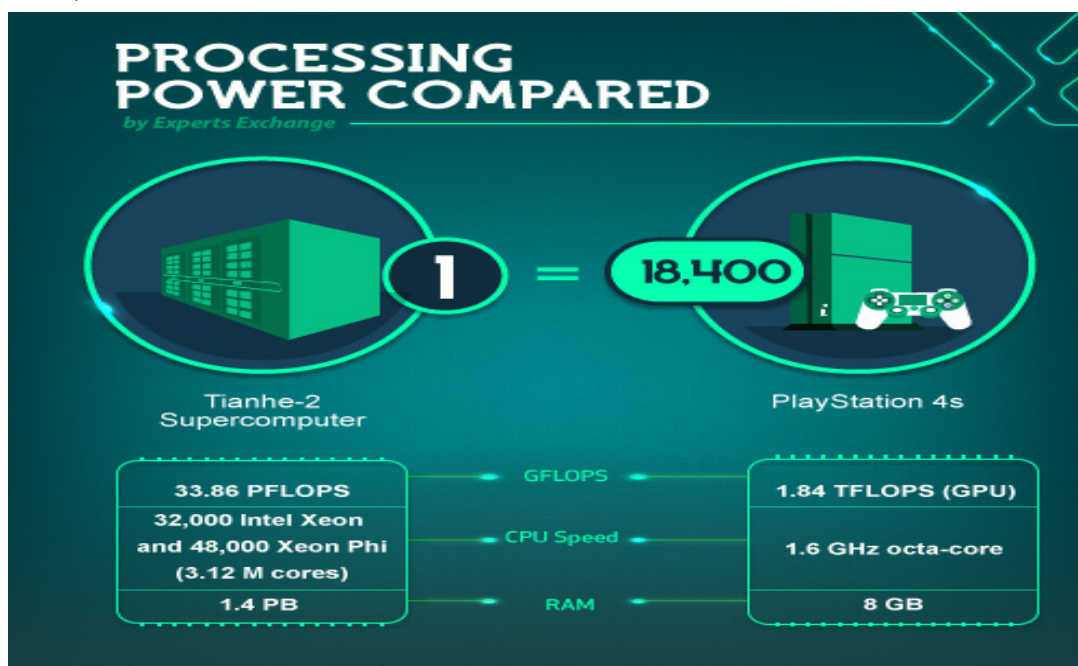 PROCESSING
POWER COMPARED
by Experts Exchange
1 = 18,400
Tianhe-2
Supercomputer
PlayStation 4s
33.86 PFLOPS
GFLOPS
1.84 TFLOPS (GPU)
32,000 Intel Xeon
and 48,000 Xeon Phi
(3.12 M cores)
CPU Speed
1.6 GHz octa-core
1.4 PB
RAM
8 GB